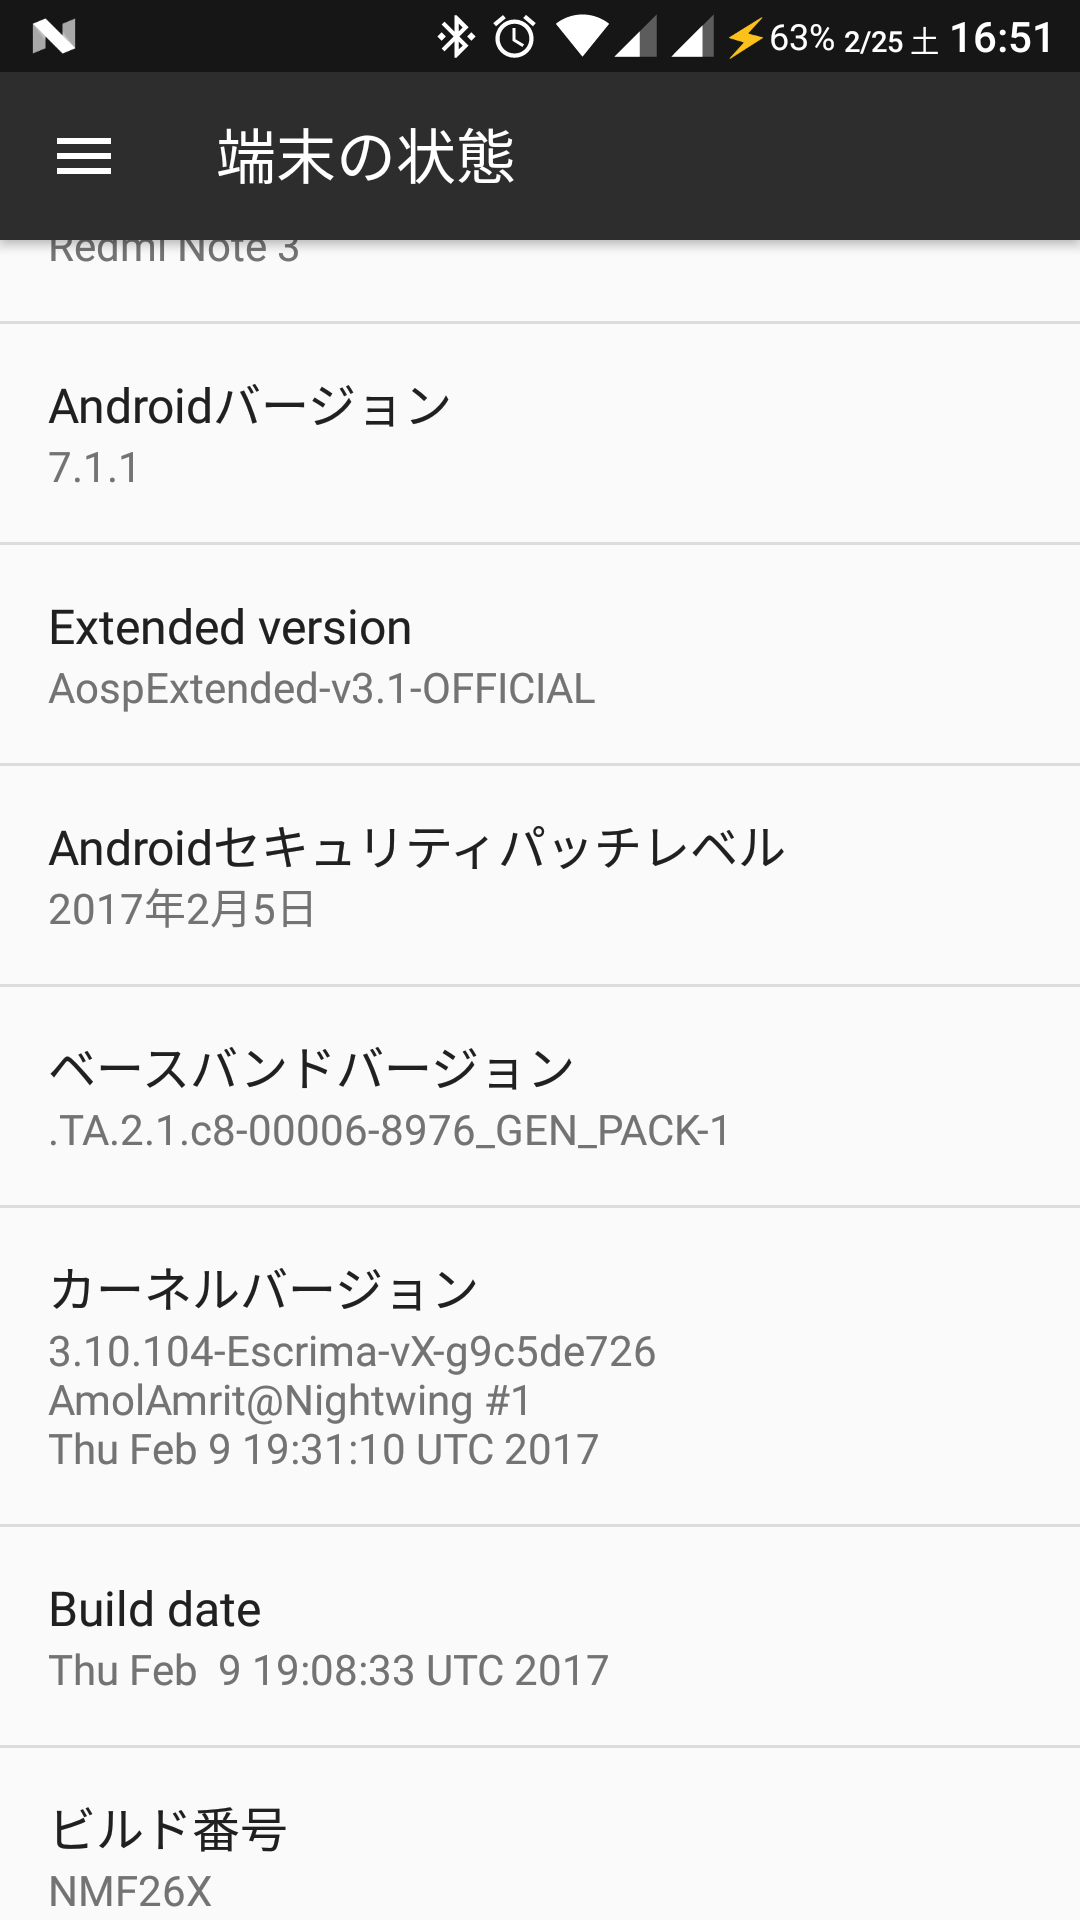 63% 2/25 土 16:51
端末の状態
Redmi Note 3
Androidバージョン
7.1.1
Extended version
AospExtended-v3.1-OFFICIAL
Androidセキュリティパッチレベル
2017年2月5日
ベースバンドバージョン
.TA.2.1.c8-00006-8976_GEN_PACK-1
カーネルバージョン
3.10.104-Escrima-vX-g9c5de726
AmolAmrit@Nightwing #1
Thu Feb 9 19:31:10 UTC 2017
Build date
Thu Feb  9 19:08:33 UTC 2017
ビルド番号
NMF26X